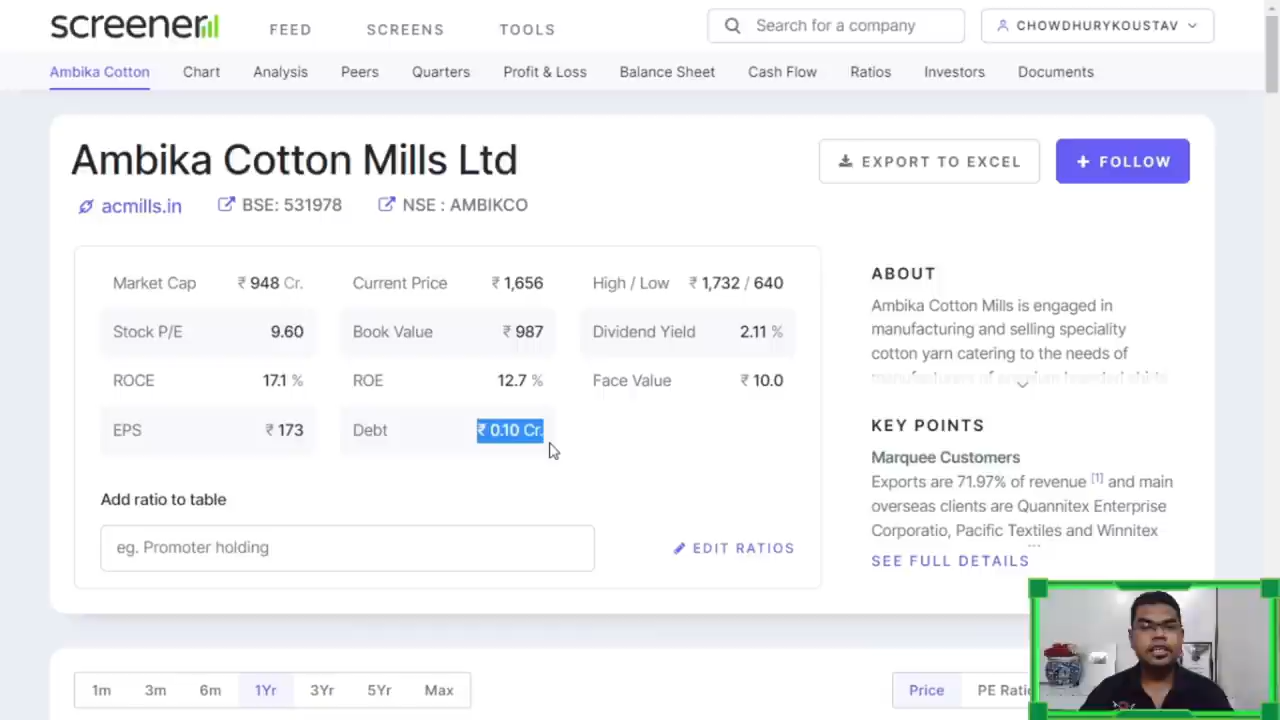 screener
FEED
SCREENS
TOOLS
Search for a company
CHOWDHURYKOUSTAV
Ambika Cotton
Chart
Analysis
Peers
Quarters
Profit & Loss
Balance Sheet
Cash Flow
Ratios
Investors
Documents
Ambika Cotton Mills Ltd
EXPORT TO EXCEL
+ FOLLOW
acmills.in
BSE: 531978
NSE : AMBIKCO
Market Cap ₹ 948 Cr.
Current Price ₹ 1,656
High / Low ₹ 1,732 / 640
Stock P/E 9.60
Book Value ₹ 987
Dividend Yield 2.11 %
ROCE 17.1 %
ROE 12.7 %
Face Value ₹ 10.0
EPS ₹ 173
Debt ₹ 0.10 Cr.
Add ratio to table
eg. Promoter holding
EDIT RATIOS
ABOUT
Ambika Cotton Mills is engaged in
manufacturing and selling speciality
cotton yarn catering to the needs of
manufacturers of premium branded shirts
KEY POINTS
Marquee Customers
Exports are 71.97% of revenue [1] and main
overseas clients are Quannitex Enterprise
Corporatio, Pacific Textiles and Winnitex
SEE FULL DETAILS
1m
3m
6m
1Yr
3Yr
5Yr
Max
Price
PE Rati